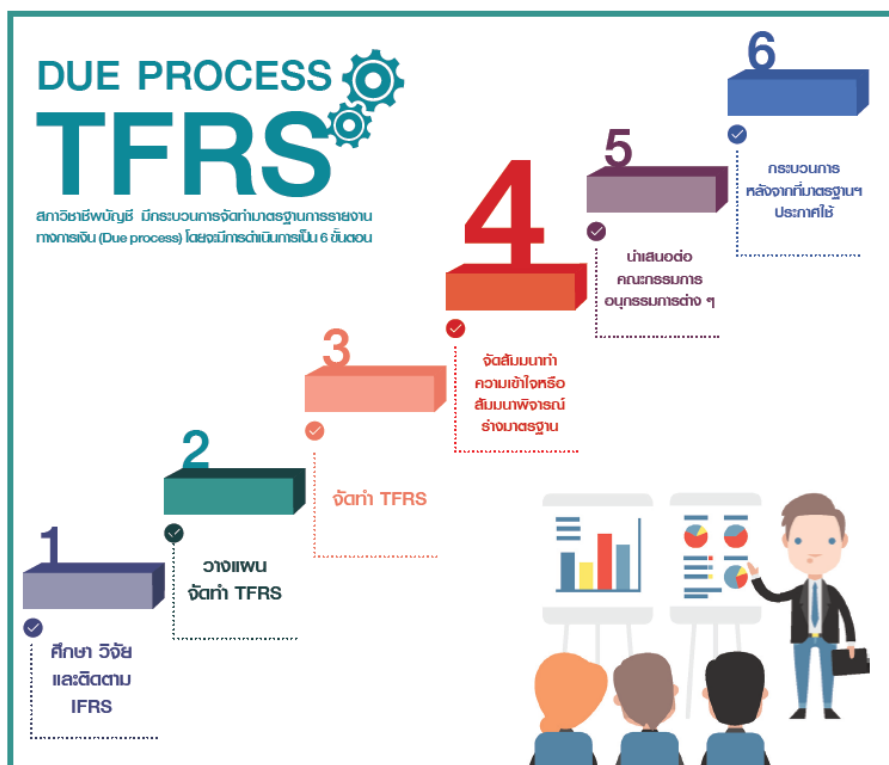 DUE PROCESS
TFRS
สภาวิชาชีพบัญชี มีกระบวนการจัดทำมาตรฐานการรายงาน
ทางการเงิน (Due process) โดยจะมีการดำเนินการเป็น 6 ขั้นตอน
1
ศึกษา วิจัย
และติดตาม
IFRS
2
วางแผน
จัดทำ TFRS
3
จัดทำ TFRS
4
จัดสัมมนาทำ
ความเข้าใจหรือ
สัมมนาพิจารณ์
ร่างมาตรฐาน
5
นำเสนอต่อ
คณะกรรมการ
อนุกรรมการต่าง ๆ
6
กระบวนการ
หลังจากที่มาตรฐานฯ
ประกาศใช้